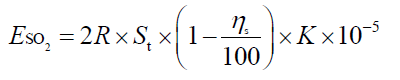 Eso₂ = 2R × Sₜ × (1 − ηₛ/100) × K × 10⁻⁵